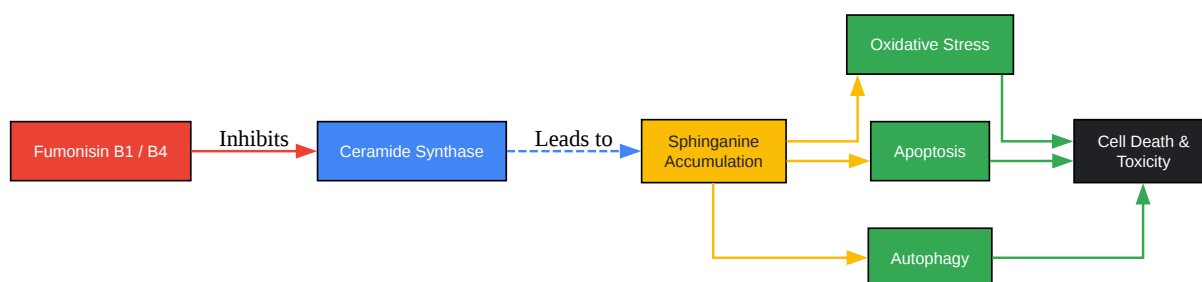 Fumonisin B1 / B4
Inhibits
Ceramide Synthase
Leads to
Sphinganine
Accumulation
Oxidative Stress
Apoptosis
Autophagy
Cell Death &
Toxicity